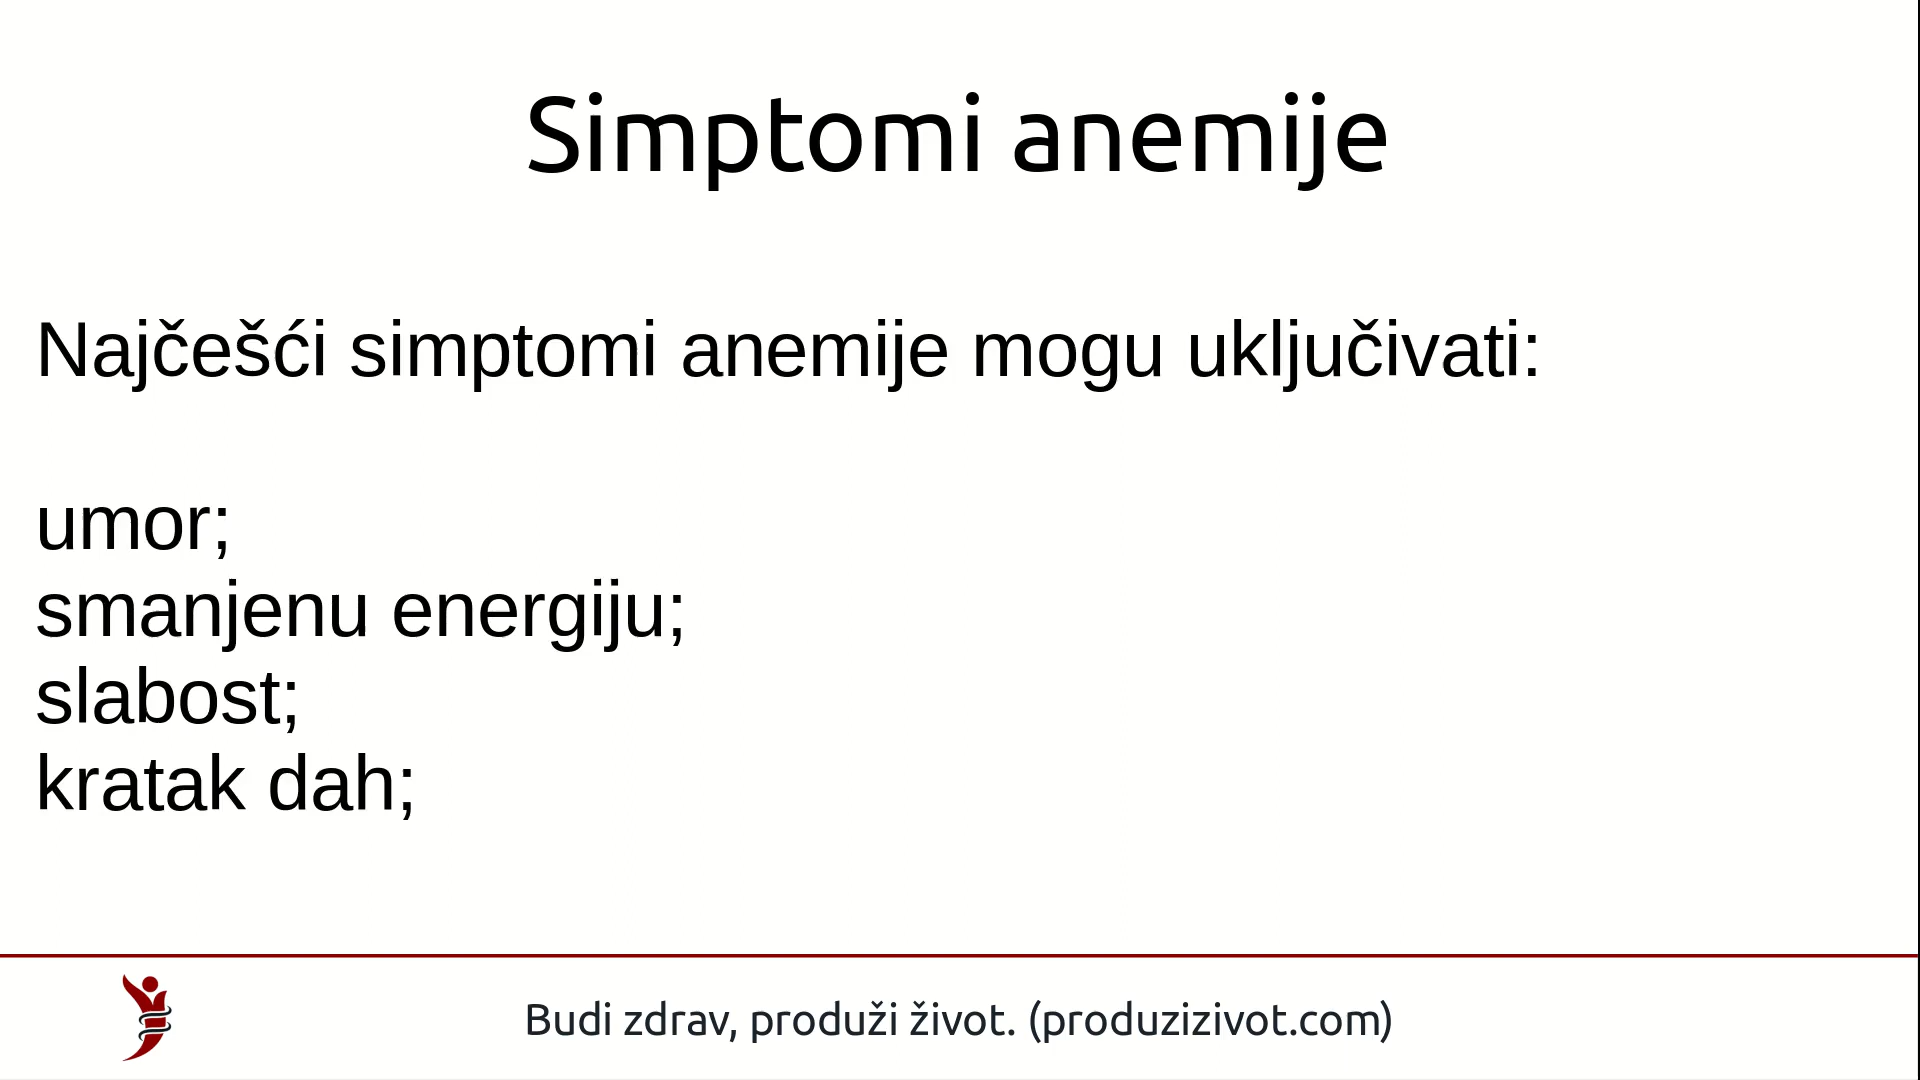 Simptomi anemije
Najčešći simptomi anemije mogu uključivati:
umor;
smanjenu energiju;
slabost;
kratak dah;
Budi zdrav, produži život. (produzizivot.com)